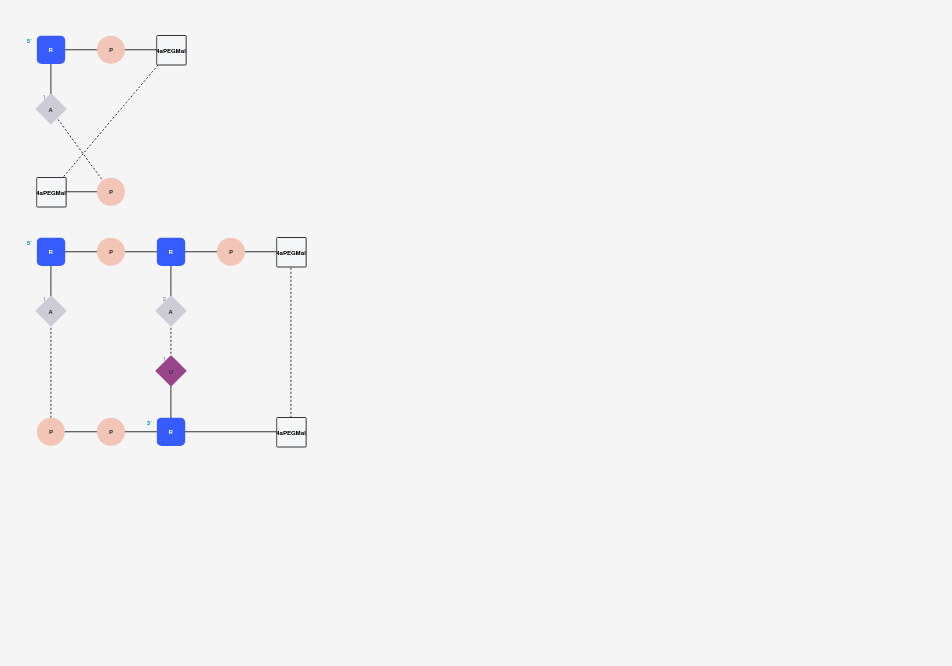 5' R P 4aPEGMal
1 A
4aPEGMal P
5' R P R P 4aPEGMal
1 A 2 A
1 U
P P 3' R 4aPEGMal